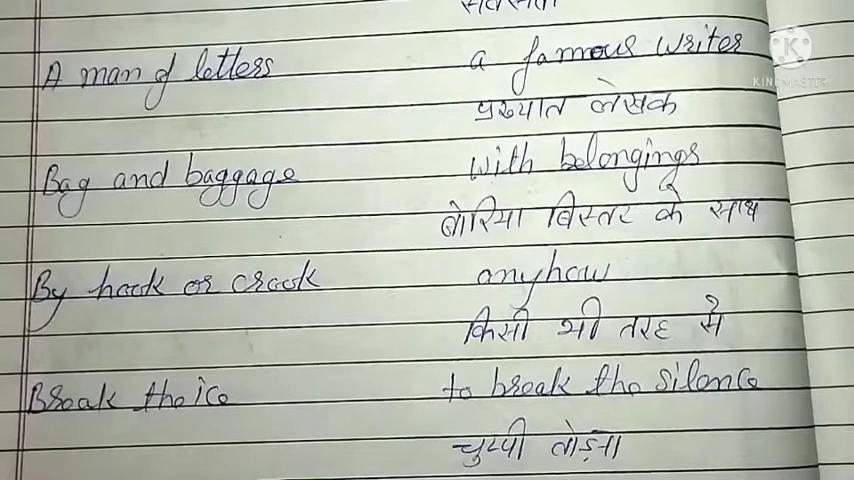 A man of letters a famous writer
प्रख्यात लेखक
Bag and baggage with belongings
बोरिया बिस्तर के साथ
By hook or crook anyhow
किसी भी तरह से
Break the ice to break the silence
चुप्पी तोड़ना
KINEMASTER